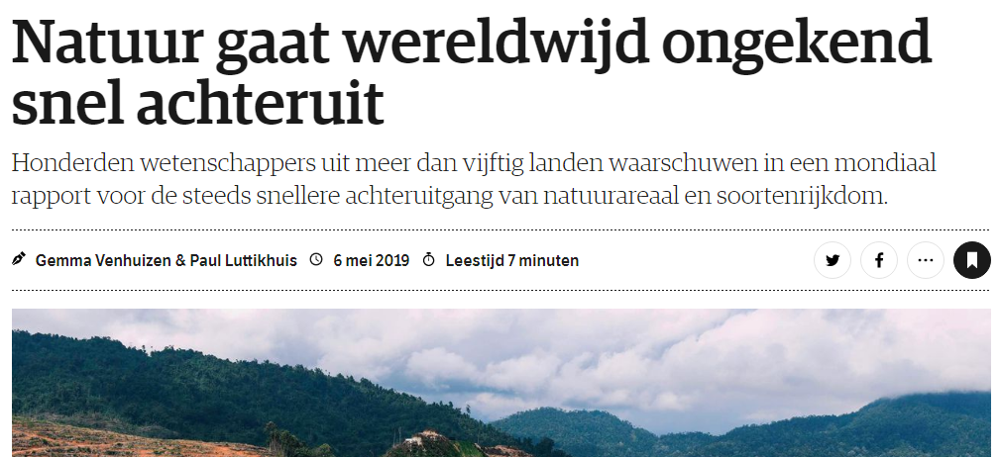 Natuur gaat wereldwijd ongekend
snel achteruit
Honderden wetenschappers uit meer dan vijftig landen waarschuwen in een mondiaal
rapport voor de steeds snellere achteruitgang van natuurareaal en soortenrijkdom.
Gemma Venhuizen & Paul Luttikhuis 6 mei 2019 Leestijd 7 minuten